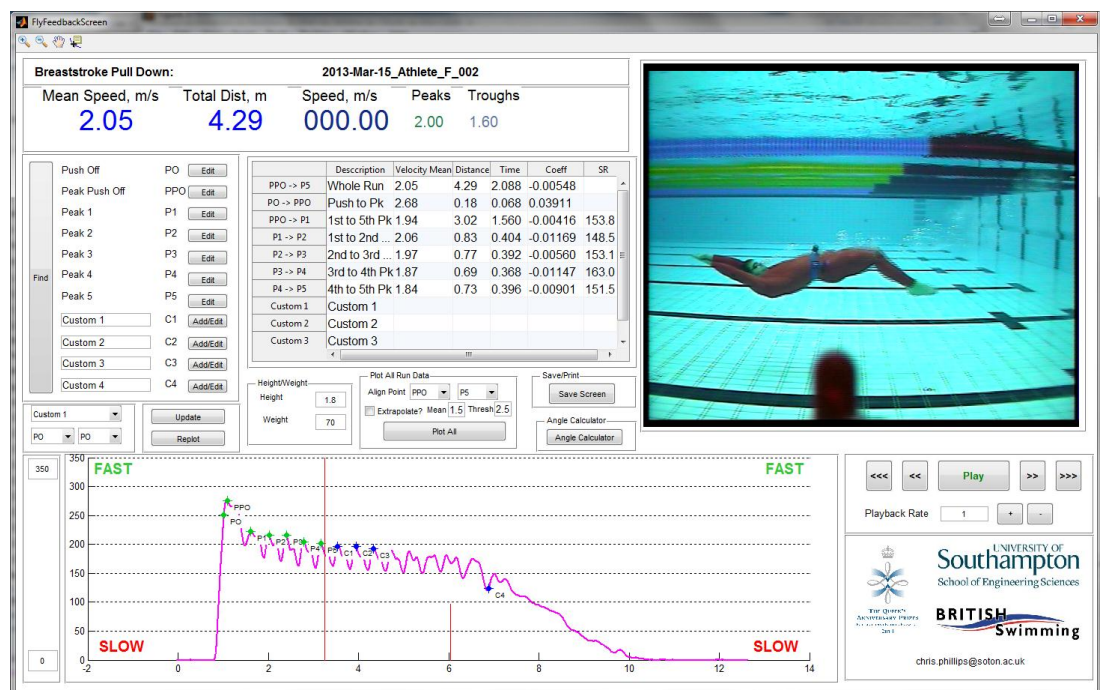 FlyFeedbackScreen
Breaststroke Pull Down: 2013-Mar-15_Athlete_F_002
Mean Speed, m/s Total Dist, m Speed, m/s Peaks Troughs
2.05 4.29 000.00 2.00 1.60
Find
Push Off PO Edit
Peak Push Off PPO Edit
Peak 1 P1 Edit
Peak 2 P2 Edit
Peak 3 P3 Edit
Peak 4 P4 Edit
Peak 5 P5 Edit
Custom 1 C1 Add/Edit
Custom 2 C2 Add/Edit
Custom 3 C3 Add/Edit
Custom 4 C4 Add/Edit
Desccription Velocity Mean Distance Time Coeff SR
PPO -> P5 Whole Run 2.05 4.29 2.088 -0.00548
PO -> PPO Push to Pk 2.68 0.18 0.068 0.03911
PPO -> P1 1st to 5th Pk 1.94 3.02 1.560 -0.00416 153.8
P1 -> P2 1st to 2nd ... 2.06 0.83 0.404 -0.01169 148.5
P2 -> P3 2nd to 3rd ... 1.97 0.77 0.392 -0.00560 153.1
P3 -> P4 3rd to 4th Pk 1.87 0.69 0.368 -0.01147 163.0
P4 -> P5 4th to 5th Pk 1.84 0.73 0.396 -0.00901 151.5
Custom 1 Custom 1
Custom 2 Custom 2
Custom 3 Custom 3
Custom 1
PO PO
Update
Replot
Height/Weight
Height 1.8
Weight 70
Plot All Run Data
Align Point PPO P5
Extrapolate? Mean 1.5 Thresh 2.5
Plot All
Save/Print
Save Screen
Angle Calculator
Angle Calculator
350
0
FAST FAST
350
300
250
200
150
100
50
0
PPO
PO
P1 P2 P3 P4 P5 C1 C2 C3
C4
SLOW SLOW
-2 0 2 4 6 8 10 12 14
<<< << Play >> >>>
Playback Rate 1 + -
THE QUEEN'S
ANNIVERSARY PRIZES
UNIVERSITY OF
Southampton
School of Engineering Sciences
BRITISH
Swimming
chris.phillips@soton.ac.uk